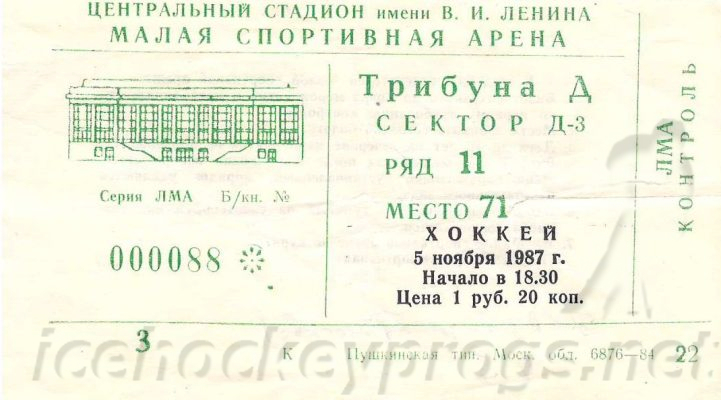 ЦЕНТРАЛЬНЫЙ СТАДИОН имени В. И. ЛЕНИНА
МАЛАЯ СПОРТИВНАЯ АРЕНА
Трибуна Д
СЕКТОР Д-3
РЯД 11
МЕСТО 71
Серия ЛМА Б/кн. №
000088
ХОККЕЙ
5 ноября 1987 г.
Начало в 18.30
Цена 1 руб. 20 коп.
ЛМА
КОНТРОЛЬ
3
К Пушкинская тип. Моск. обл. 6876—84 22
icehockeyprogs.net